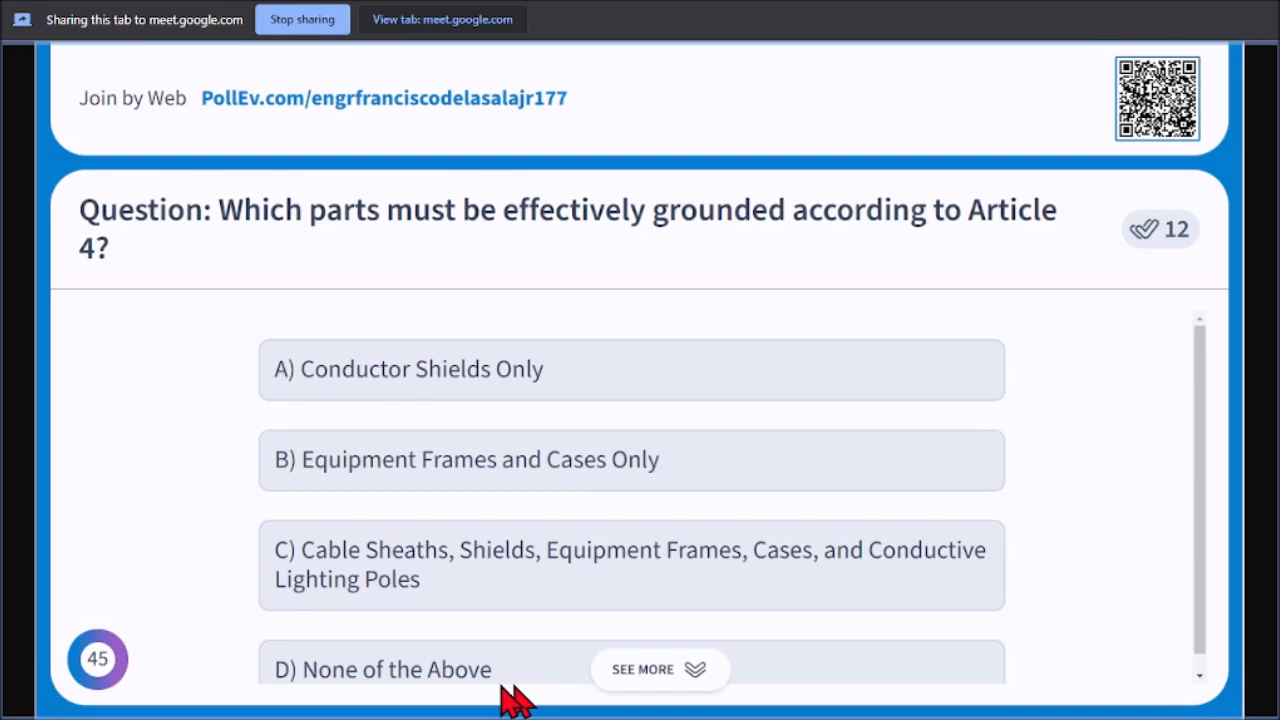 Sharing this tab to meet.google.com
Stop sharing
View tab: meet.google.com
Join by Web PollEv.com/engrfranciscodelasalajr177
Question: Which parts must be effectively grounded according to Article
4?
12
A) Conductor Shields Only
B) Equipment Frames and Cases Only
C) Cable Sheaths, Shields, Equipment Frames, Cases, and Conductive
Lighting Poles
D) None of the Above
SEE MORE
45